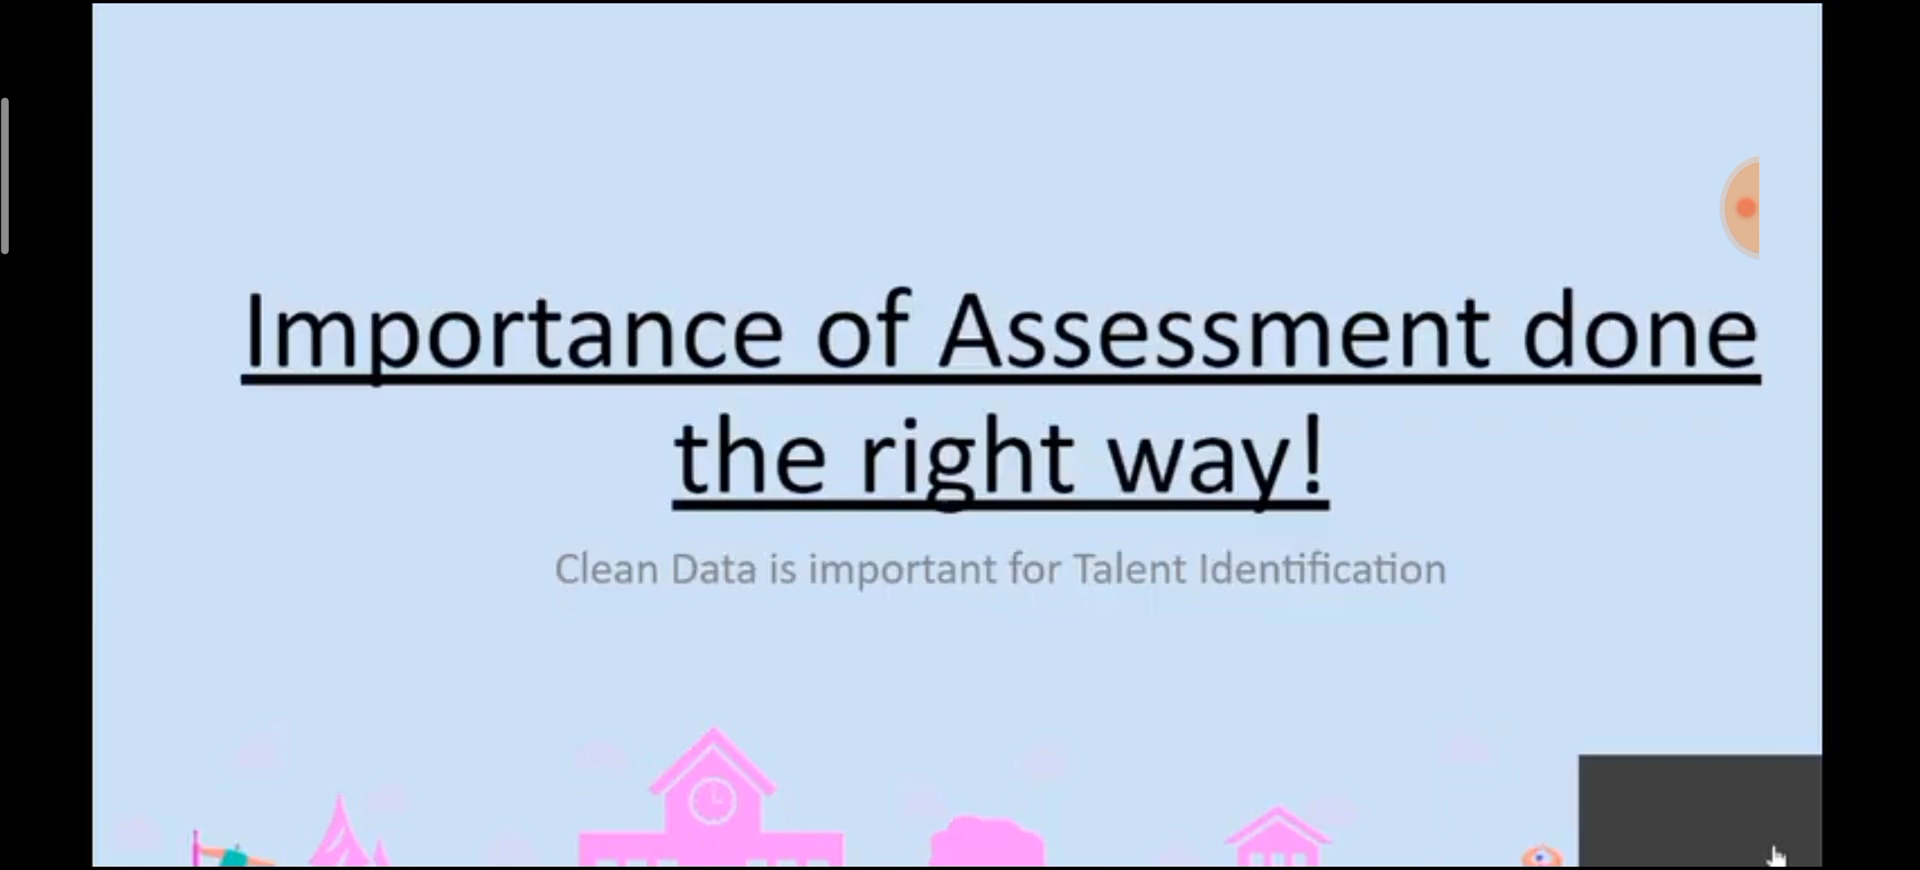 Importance of Assessment done
the right way!
Clean Data is important for Talent Identification